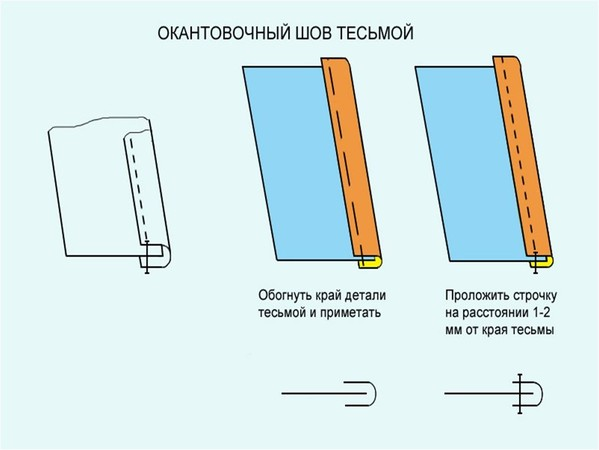 ОКАНТОВОЧНЫЙ ШОВ ТЕСЬМОЙ
Обогнуть край детали
тесьмой и приметать
Проложить строчку
на расстоянии 1-2
мм от края тесьмы